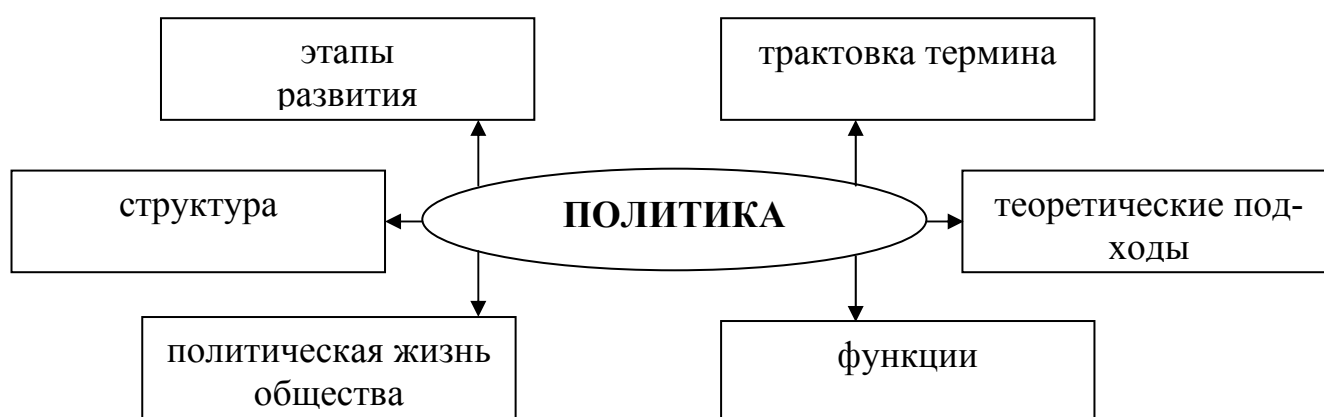 этапы
развития
трактовка термина
структура
ПОЛИТИКА
теоретические под-
ходы
политическая жизнь
общества
функции